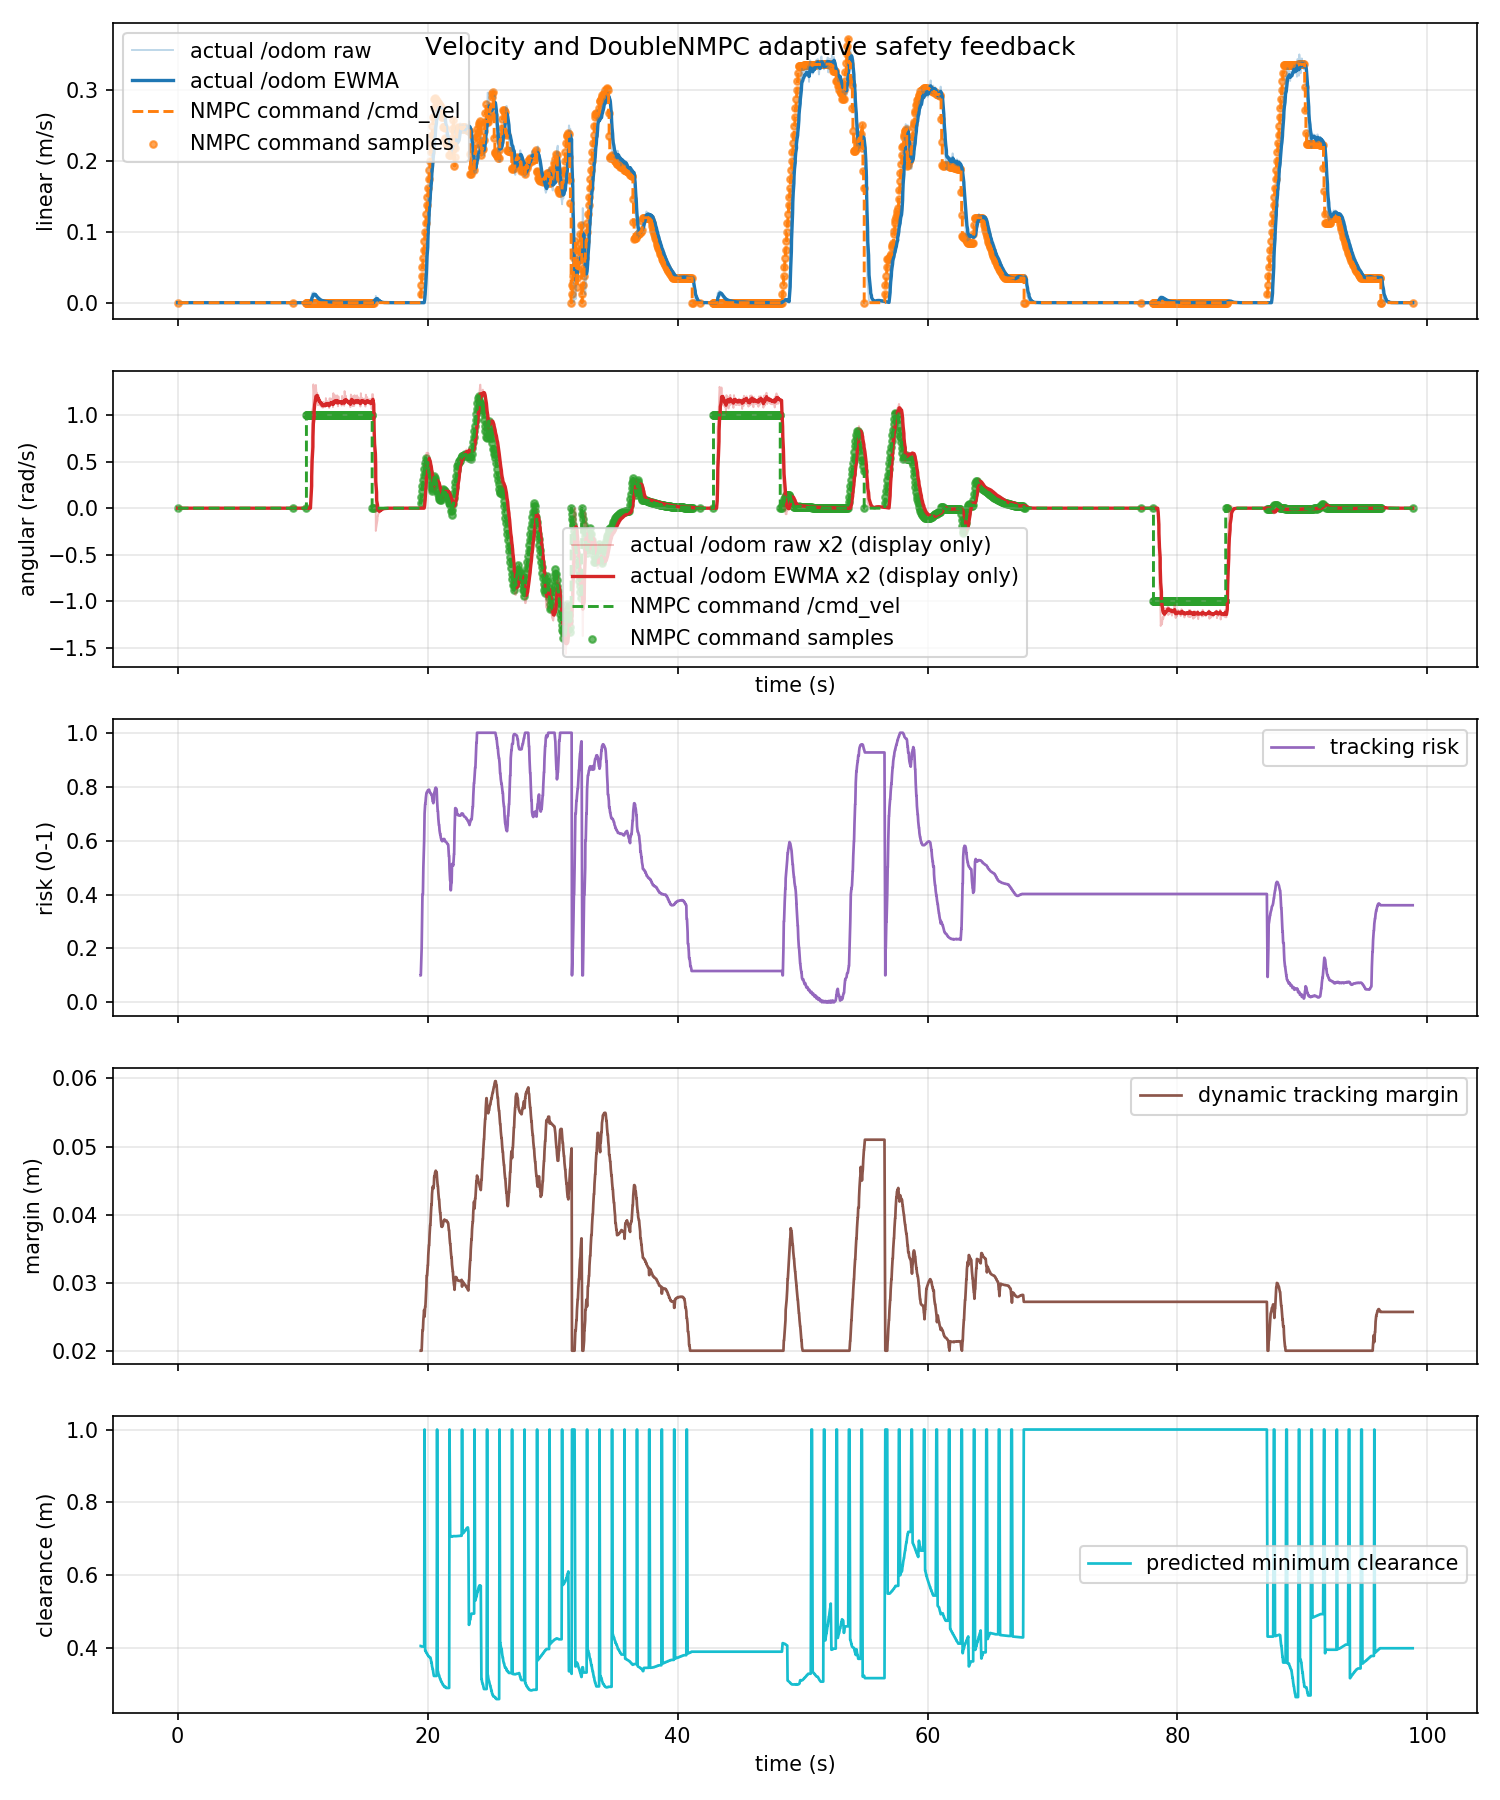 Velocity and DoubleNMPC adaptive safety feedback
actual /odom raw
actual /odom EWMA
NMPC command /cmd_vel
NMPC command samples
linear (m/s)
0.3
0.2
0.1
0.0
angular (rad/s)
1.0
0.5
0.0
−0.5
−1.0
−1.5
actual /odom raw x2 (display only)
actual /odom EWMA x2 (display only)
NMPC command /cmd_vel
NMPC command samples
time (s)
risk (0-1)
1.0
0.8
0.6
0.4
0.2
0.0
tracking risk
margin (m)
0.06
0.05
0.04
0.03
0.02
dynamic tracking margin
clearance (m)
1.0
0.8
0.6
0.4
predicted minimum clearance
0 20 40 60 80 100
time (s)